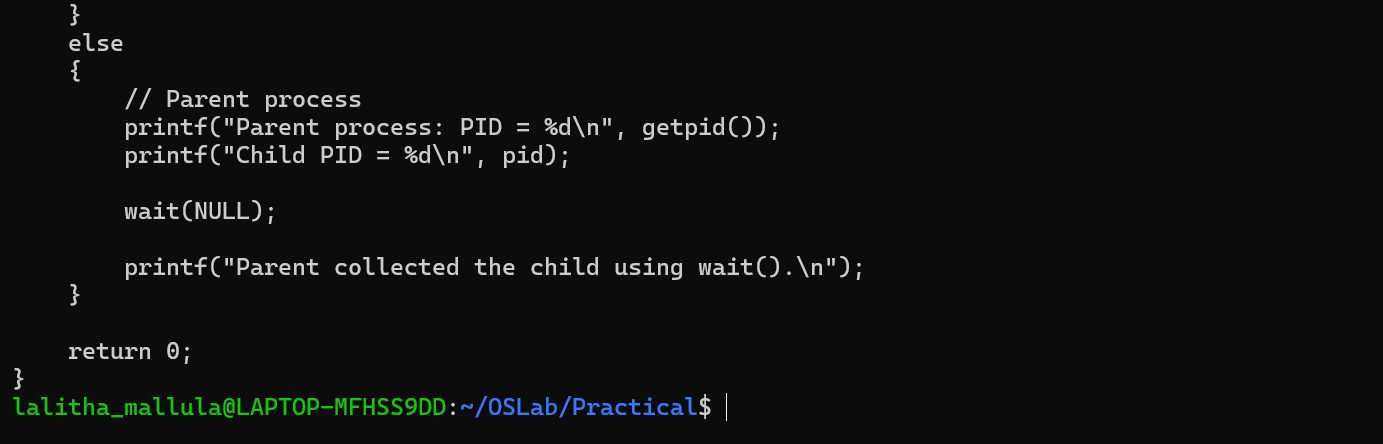 }
    else
    {
        // Parent process
        printf("Parent process: PID = %d\n", getpid());
        printf("Child PID = %d\n", pid);

        wait(NULL);

        printf("Parent collected the child using wait().\n");
    }

    return 0;
}
lalitha_mallula@LAPTOP-MFHSS9DD:~/OSLab/Practical$